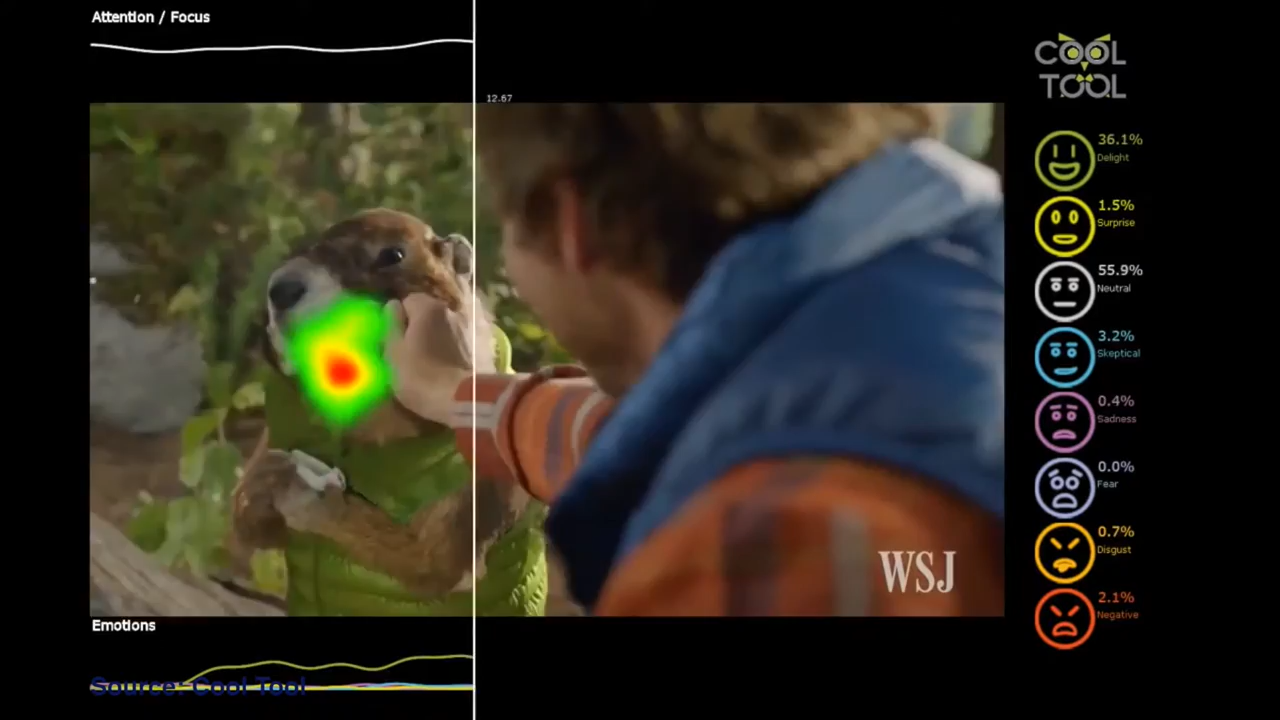 Attention / Focus
12.67
COOL
TOOL
36.1%
Delight
1.5%
Surprise
55.9%
Neutral
3.2%
Skeptical
0.4%
Sadness
0.0%
Fear
0.7%
Disgust
2.1%
Negative
WSJ
Emotions
Source: Cool Tool